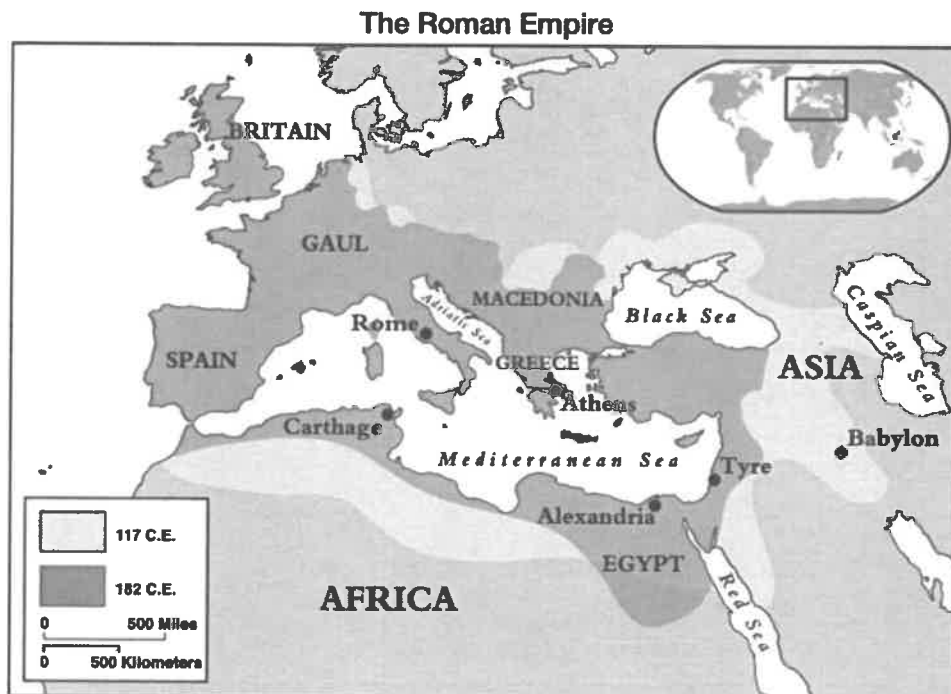 The Roman Empire
BRITAIN
GAUL
MACEDONIA
Black Sea
Caspian Sea
Adriatic Sea
Rome
SPAIN
GREECE
ASIA
Athens
Carthage
Babylon
Mediterranean Sea
Tyre
Alexandria
EGYPT
Red Sea
AFRICA
117 C.E.
182 C.E.
0 500 Miles
0 500 Kilometers